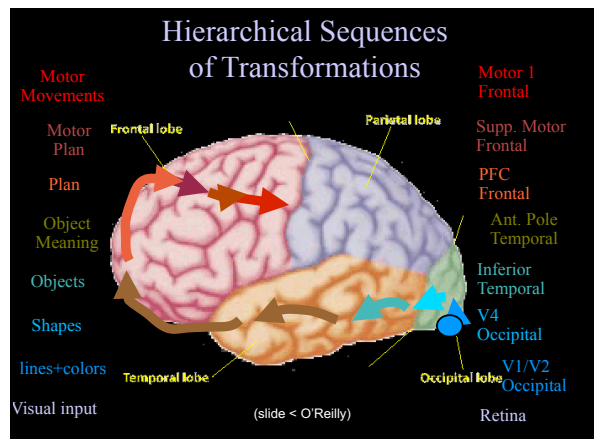 Hierarchical Sequences
of Transformations
Motor
Movements
Motor
Plan
Plan
Object
Meaning
Objects
Shapes
lines+colors
Visual input
Frontal lobe
Parietal lobe
Temporal lobe
Occipital lobe
(slide < O'Reilly)
Motor 1
Frontal
Supp. Motor
Frontal
PFC
Frontal
Ant. Pole
Temporal
Inferior
Temporal
V4
Occipital
V1/V2
Occipital
Retina